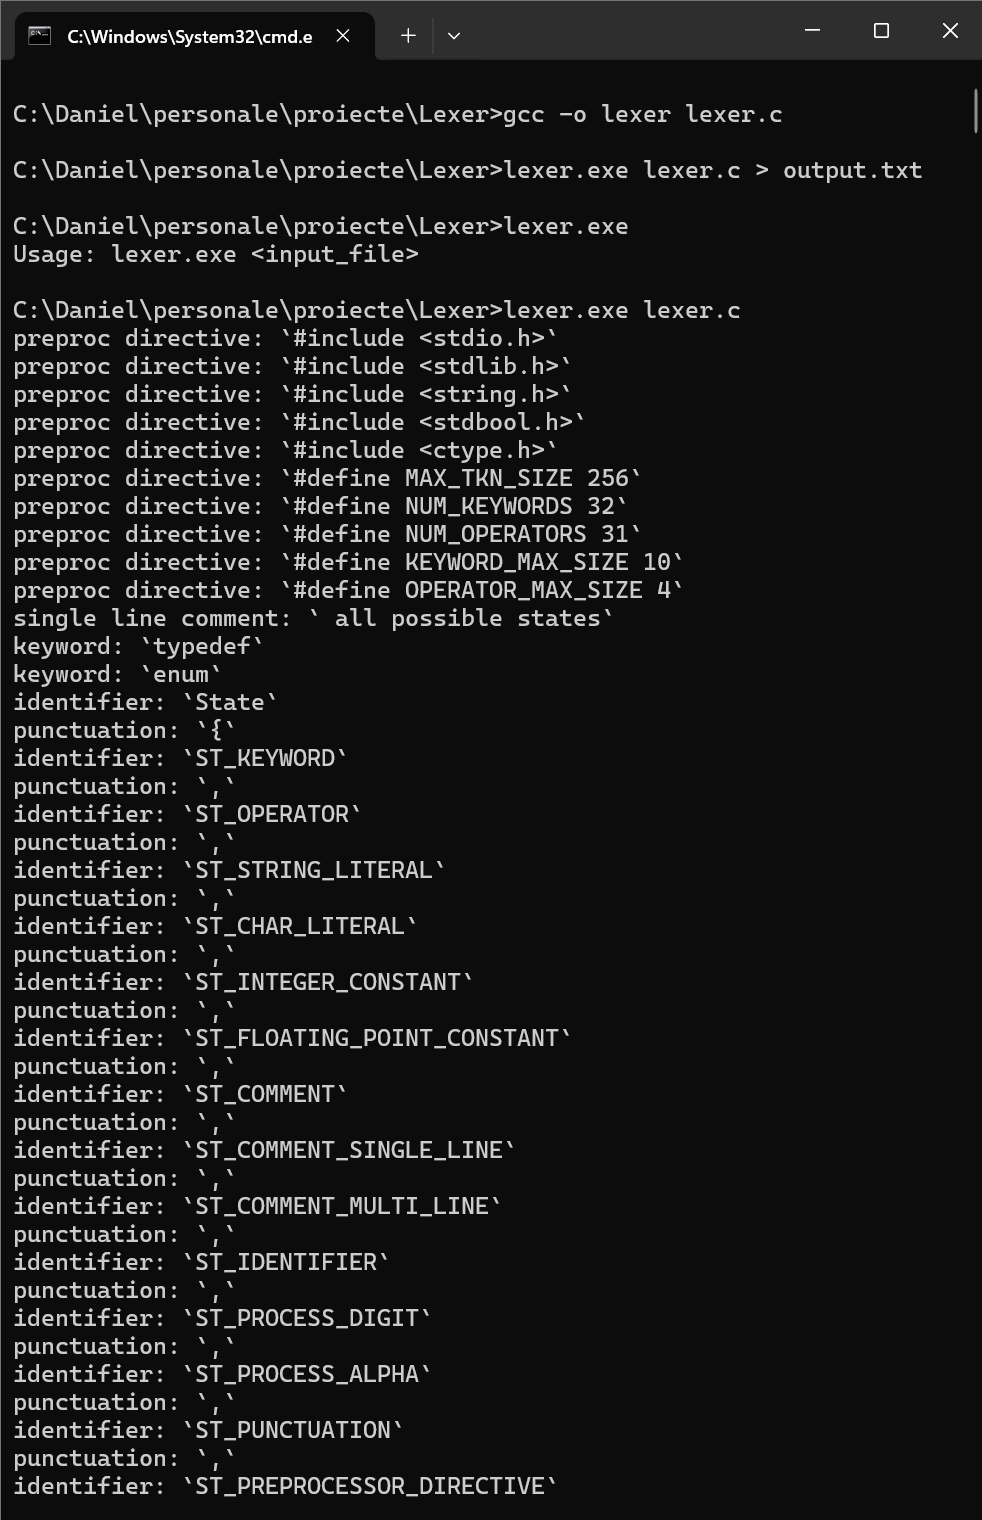 C:\Windows\System32\cmd.e
C:\Daniel\personale\proiecte\Lexer>gcc -o lexer lexer.c
C:\Daniel\personale\proiecte\Lexer>lexer.exe lexer.c > output.txt
C:\Daniel\personale\proiecte\Lexer>lexer.exe
Usage: lexer.exe <input_file>
C:\Daniel\personale\proiecte\Lexer>lexer.exe lexer.c
preproc directive: `#include <stdio.h>`
preproc directive: `#include <stdlib.h>`
preproc directive: `#include <string.h>`
preproc directive: `#include <stdbool.h>`
preproc directive: `#include <ctype.h>`
preproc directive: `#define MAX_TKN_SIZE 256`
preproc directive: `#define NUM_KEYWORDS 32`
preproc directive: `#define NUM_OPERATORS 31`
preproc directive: `#define KEYWORD_MAX_SIZE 10`
preproc directive: `#define OPERATOR_MAX_SIZE 4`
single line comment: ` all possible states`
keyword: `typedef`
keyword: `enum`
identifier: `State`
punctuation: `{`
identifier: `ST_KEYWORD`
punctuation: `,`
identifier: `ST_OPERATOR`
punctuation: `,`
identifier: `ST_STRING_LITERAL`
punctuation: `,`
identifier: `ST_CHAR_LITERAL`
punctuation: `,`
identifier: `ST_INTEGER_CONSTANT`
punctuation: `,`
identifier: `ST_FLOATING_POINT_CONSTANT`
punctuation: `,`
identifier: `ST_COMMENT`
punctuation: `,`
identifier: `ST_COMMENT_SINGLE_LINE`
punctuation: `,`
identifier: `ST_COMMENT_MULTI_LINE`
punctuation: `,`
identifier: `ST_IDENTIFIER`
punctuation: `,`
identifier: `ST_PROCESS_DIGIT`
punctuation: `,`
identifier: `ST_PROCESS_ALPHA`
punctuation: `,`
identifier: `ST_PUNCTUATION`
punctuation: `,`
identifier: `ST_PREPROCESSOR_DIRECTIVE`